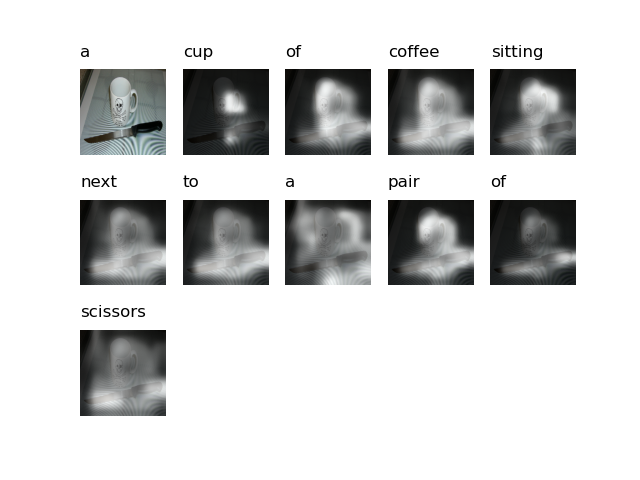 a cup of coffee sitting
next to a pair of
scissors